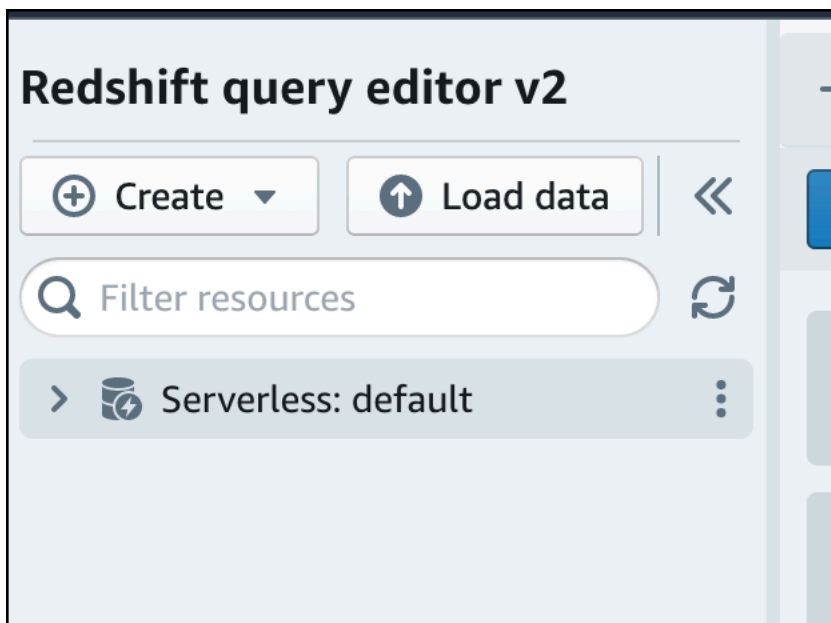 Redshift query editor v2
Create
Load data
Filter resources
Serverless: default